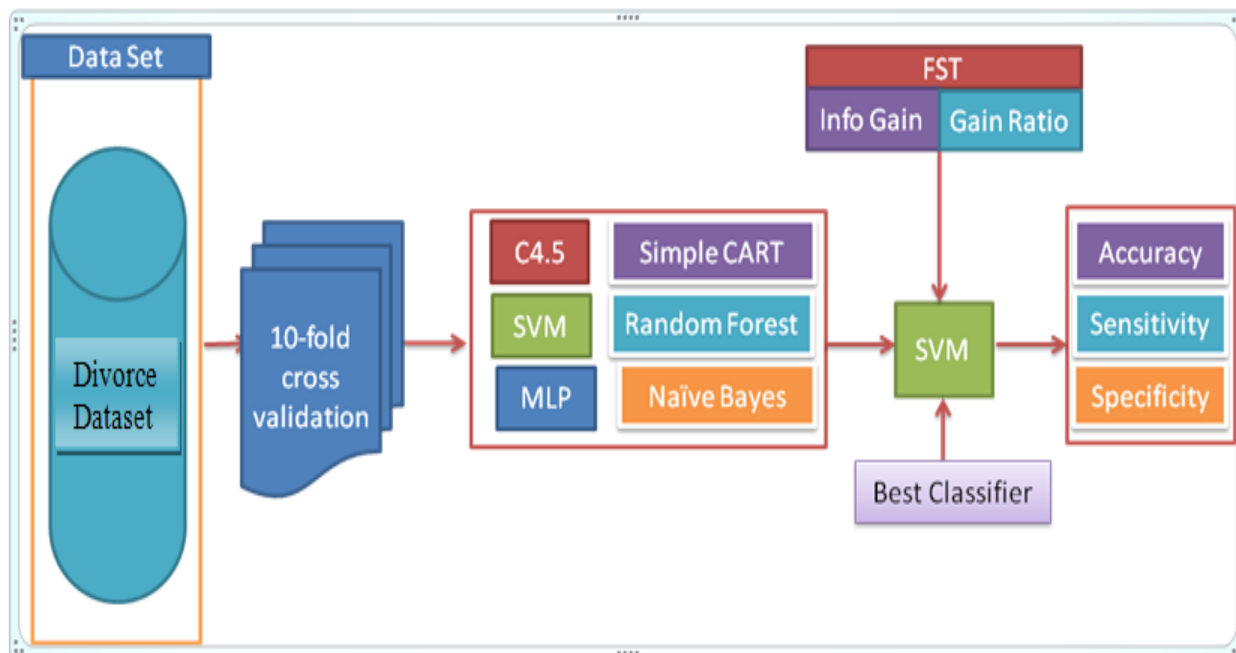 Data Set
Divorce
Dataset
10-fold
cross
validation
C4.5
Simple CART
SVM
Random Forest
MLP
Naïve Bayes
FST
Info Gain
Gain Ratio
SVM
Best Classifier
Accuracy
Sensitivity
Specificity